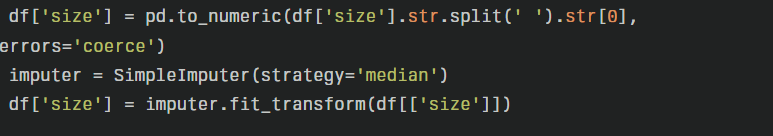 df['size'] = pd.to_numeric(df['size'].str.split(' ').str[0],
errors='coerce')
imputer = SimpleImputer(strategy='median')
df['size'] = imputer.fit_transform(df[['size']])